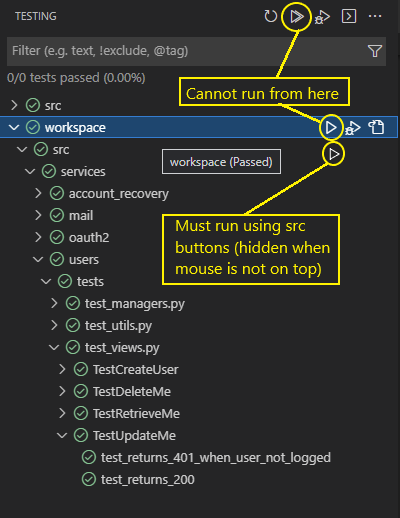 TESTING
Filter (e.g. text, !exclude, @tag)
0/0 tests passed (0.00%)
Cannot run from here
src
workspace
src
workspace (Passed)
services
account_recovery
mail
Must run using src
buttons (hidden when
mouse is not on top)
oauth2
users
tests
test_managers.py
test_utils.py
test_views.py
TestCreateUser
TestDeleteMe
TestRetrieveMe
TestUpdateMe
test_returns_401_when_user_not_logged
test_returns_200